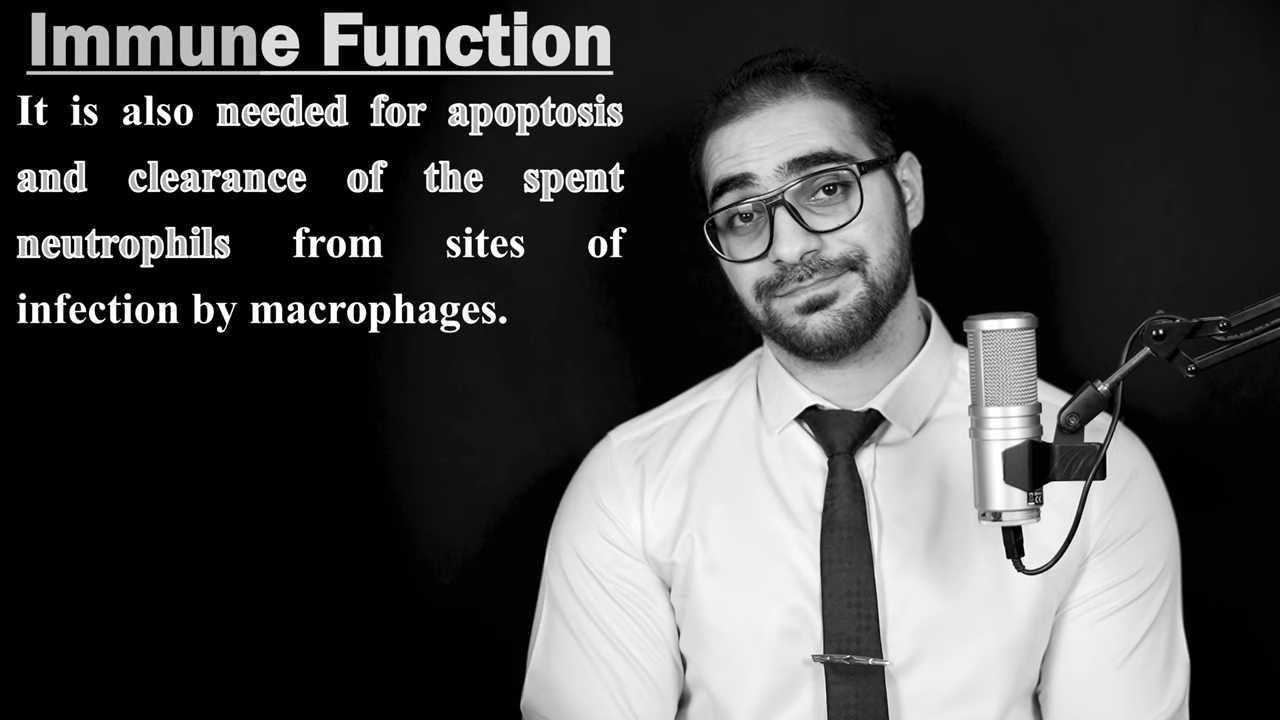 Immune Function
It is also needed for apoptosis
and clearance of the spent
neutrophils from sites of
infection by macrophages.